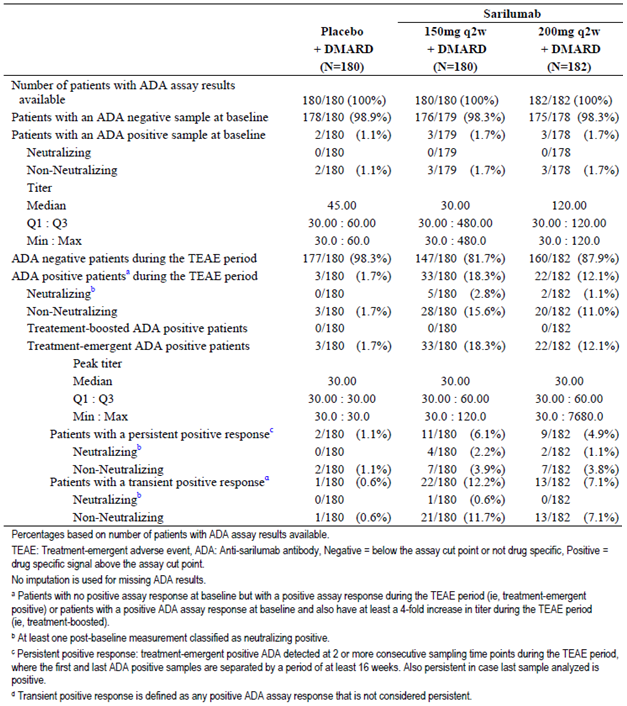 Sarilumab
Placebo 150mg q2w 200mg q2w
+ DMARD + DMARD + DMARD
(N=180) (N=180) (N=182)
Number of patients with ADA assay results
available 180/180 (100%) 180/180 (100%) 182/182 (100%)
Patients with an ADA negative sample at baseline 178/180 (98.9%) 176/179 (98.3%) 175/178 (98.3%)
Patients with an ADA positive sample at baseline 2/180 (1.1%) 3/179 (1.7%) 3/178 (1.7%)
Neutralizing 0/180 0/179 0/178
Non-Neutralizing 2/180 (1.1%) 3/179 (1.7%) 3/178 (1.7%)
Titer
Median 45.00 30.00 120.00
Q1 : Q3 30.00 : 60.00 30.00 : 480.00 30.00 : 120.00
Min : Max 30.0 : 60.0 30.0 : 480.0 30.0 : 120.0
ADA negative patients during the TEAE period 177/180 (98.3%) 147/180 (81.7%) 160/182 (87.9%)
ADA positive patientsᵃ during the TEAE period 3/180 (1.7%) 33/180 (18.3%) 22/182 (12.1%)
Neutralizingᵇ 0/180 5/180 (2.8%) 2/182 (1.1%)
Non-Neutralizing 3/180 (1.7%) 28/180 (15.6%) 20/182 (11.0%)
Treatement-boosted ADA positive patients 0/180 0/180 0/182
Treatment-emergent ADA positive patients 3/180 (1.7%) 33/180 (18.3%) 22/182 (12.1%)
Peak titer
Median 30.00 30.00 30.00
Q1 : Q3 30.00 : 30.00 30.00 : 60.00 30.00 : 60.00
Min : Max 30.0 : 30.0 30.0 : 120.0 30.0 : 7680.0
Patients with a persistent positive responseᶜ 2/180 (1.1%) 11/180 (6.1%) 9/182 (4.9%)
Neutralizingᵇ 0/180 4/180 (2.2%) 2/182 (1.1%)
Non-Neutralizing 2/180 (1.1%) 7/180 (3.9%) 7/182 (3.8%)
Patients with a transient positive responseᵈ 1/180 (0.6%) 22/180 (12.2%) 13/182 (7.1%)
Neutralizingᵇ 0/180 1/180 (0.6%) 0/182
Non-Neutralizing 1/180 (0.6%) 21/180 (11.7%) 13/182 (7.1%)
Percentages based on number of patients with ADA assay results available.
TEAE: Treatment-emergent adverse event, ADA: Anti-sarilumab antibody, Negative = below the assay cut point or not drug specific, Positive =
drug specific signal above the assay cut point.
No imputation is used for missing ADA results.
ᵃ Patients with no positive assay response at baseline but with a positive assay response during the TEAE period (ie, treatment-emergent
positive) or patients with a positive ADA assay response at baseline and also have at least a 4-fold increase in titer during the TEAE period
(ie, treatment-boosted).
ᵇ At least one post-baseline measurement classified as neutralizing positive.
ᶜ Persistent positive response: treatment-emergent positive ADA detected at 2 or more consecutive sampling time points during the TEAE period,
where the first and last ADA positive samples are separated by a period of at least 16 weeks. Also persistent in case last sample analyzed is
positive.
ᵈ Transient positive response is defined as any positive ADA assay response that is not considered persistent.